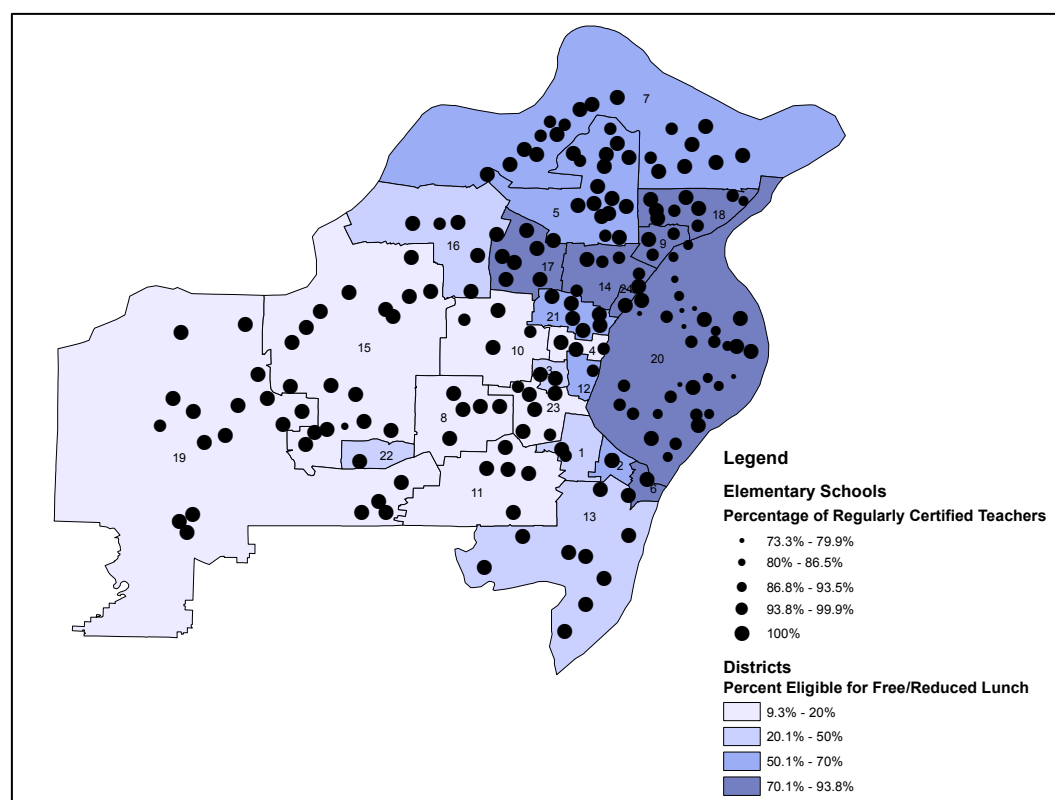 7
18
5
9
16
17
14
24
21
15
10
4
20
3
12
23
8
22
19
1
2
6
11
13
Legend
Elementary Schools
Percentage of Regularly Certified Teachers
73.3% - 79.9%
80% - 86.5%
86.8% - 93.5%
93.8% - 99.9%
100%
Districts
Percent Eligible for Free/Reduced Lunch
9.3% - 20%
20.1% - 50%
50.1% - 70%
70.1% - 93.8%